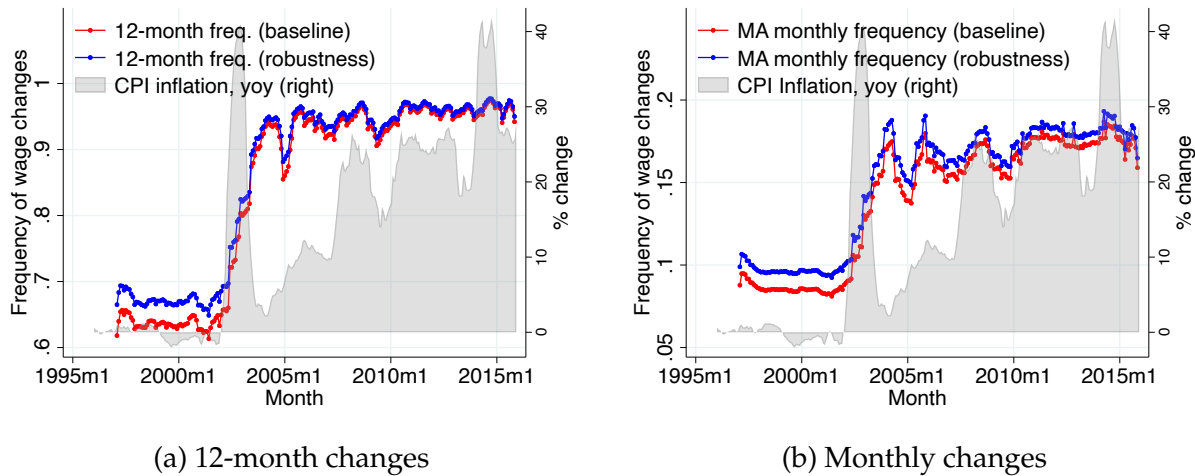 12-month freq. (baseline)
12-month freq. (robustness)
CPI inflation, yoy (right)
Frequency of wage changes
.6 .7 .8 .9 1
% change
0 10 20 30 40
1995m1 2000m1 2005m1 2010m1 2015m1
Month
(a) 12-month changes
MA monthly frequency (baseline)
MA monthly frequency (robustness)
CPI Inflation, yoy (right)
Frequency of wage changes
.05 .1 .15 .2
% change
0 10 20 30 40
1995m1 2000m1 2005m1 2010m1 2015m1
Month
(b) Monthly changes